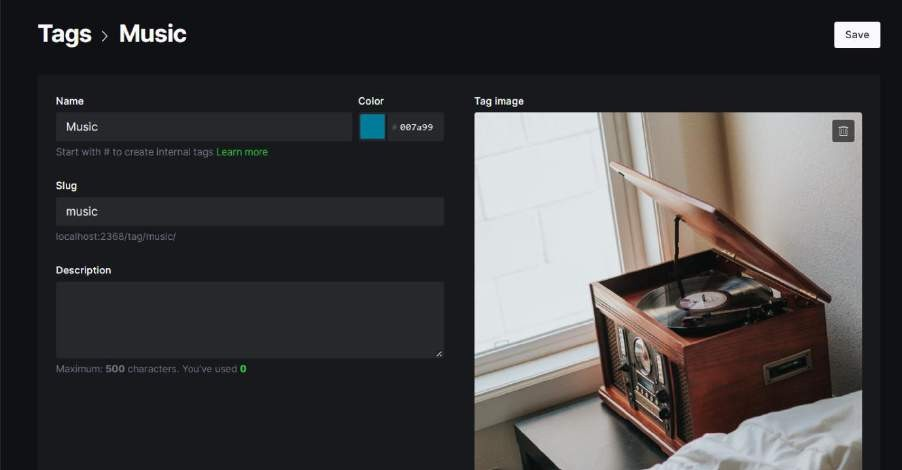 Tags > Music
Save
Name
Color
Tag image
Music
# 007a99
Start with # to create internal tags Learn more
Slug
music
localhost:2368/tag/music/
Description
Maximum: 500 characters. You've used 0